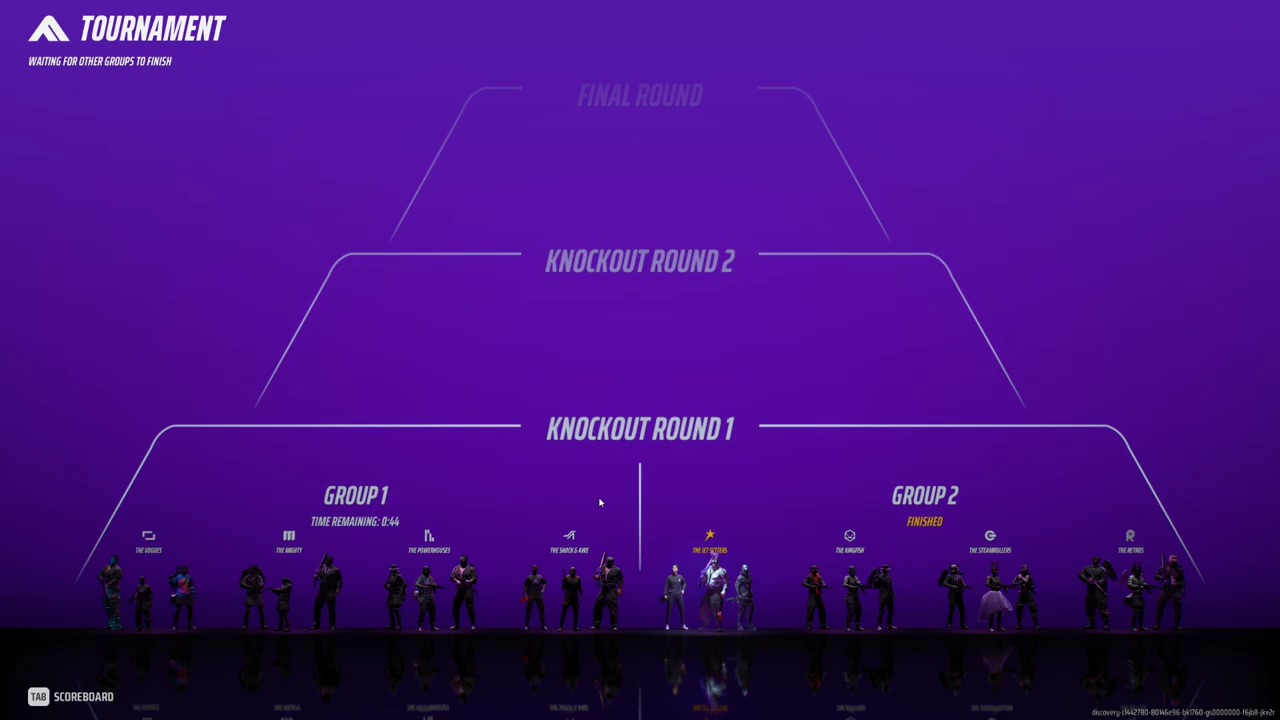 TOURNAMENT
WAITING FOR OTHER GROUPS TO FINISH
FINAL ROUND
KNOCKOUT ROUND 2
KNOCKOUT ROUND 1
GROUP 1
TIME REMAINING: 0:44
GROUP 2
FINISHED
THE VOGUES
THE MIGHTY
THE POWERHOUSES
THE SHOCK & AWE
THE JET SETTERS
THE KINGFISH
THE STEAMROLLERS
THE RETROS
TAB SCOREBOARD